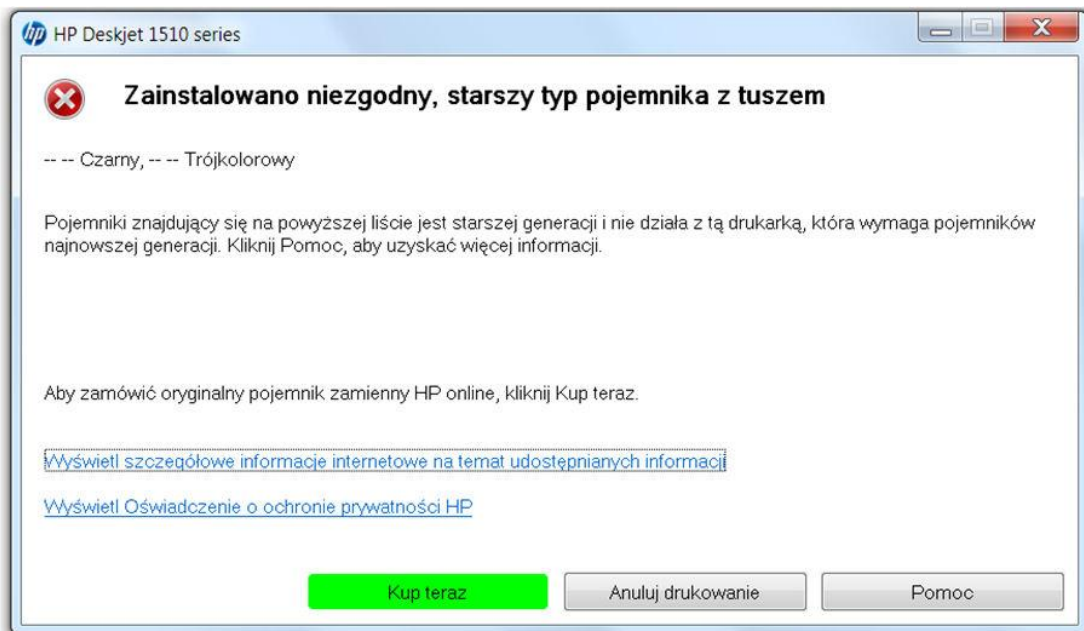 hp HP Deskjet 1510 series
Zainstalowano niezgodny, starszy typ pojemnika z tuszem
-- -- Czarny, -- -- Trójkolorowy
Pojemniki znajdujący się na powyższej liście jest starszej generacji i nie działa z tą drukarką, która wymaga pojemników
najnowszej generacji. Kliknij Pomoc, aby uzyskać więcej informacji.
Aby zamówić oryginalny pojemnik zamienny HP online, kliknij Kup teraz.
Wyświetl szczegółowe informacje internetowe na temat udostępnianych informacji
Wyświetl Oświadczenie o ochronie prywatności HP
Kup teraz Anuluj drukowanie Pomoc